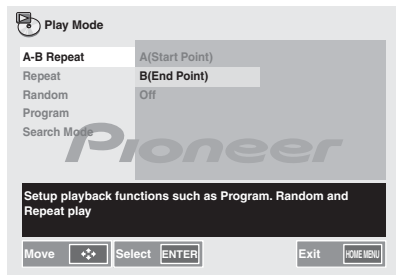 Play Mode
A-B Repeat A(Start Point)
Repeat B(End Point)
Random Off
Program
Search Mode
Pioneer
Setup playback functions such as Program. Random and
Repeat play
Move Select ENTER Exit HOME MENU